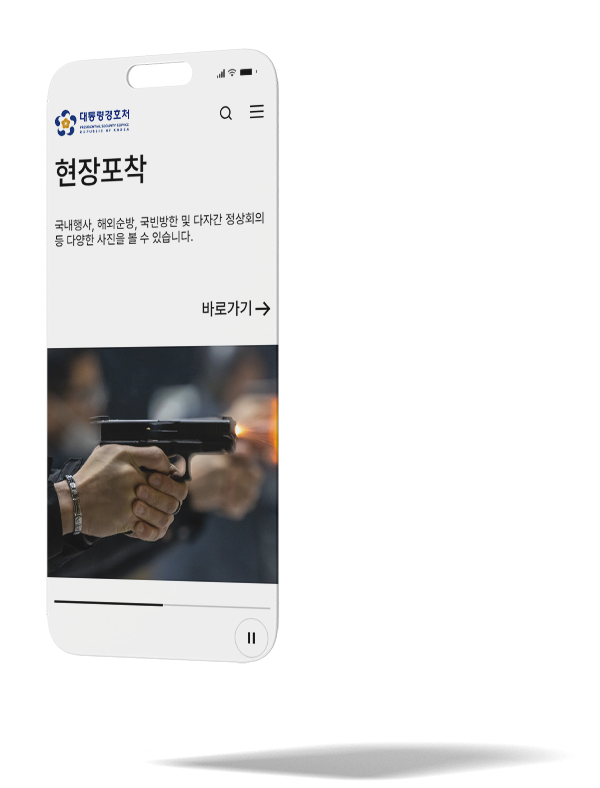 대통령경호처
PRESIDENTIAL SECURITY SERVICE
REPUBLIC OF KOREA
현장포착
국내행사, 해외순방, 국빈방한 및 다자간 정상회의
등 다양한 사진을 볼 수 있습니다.
바로가기